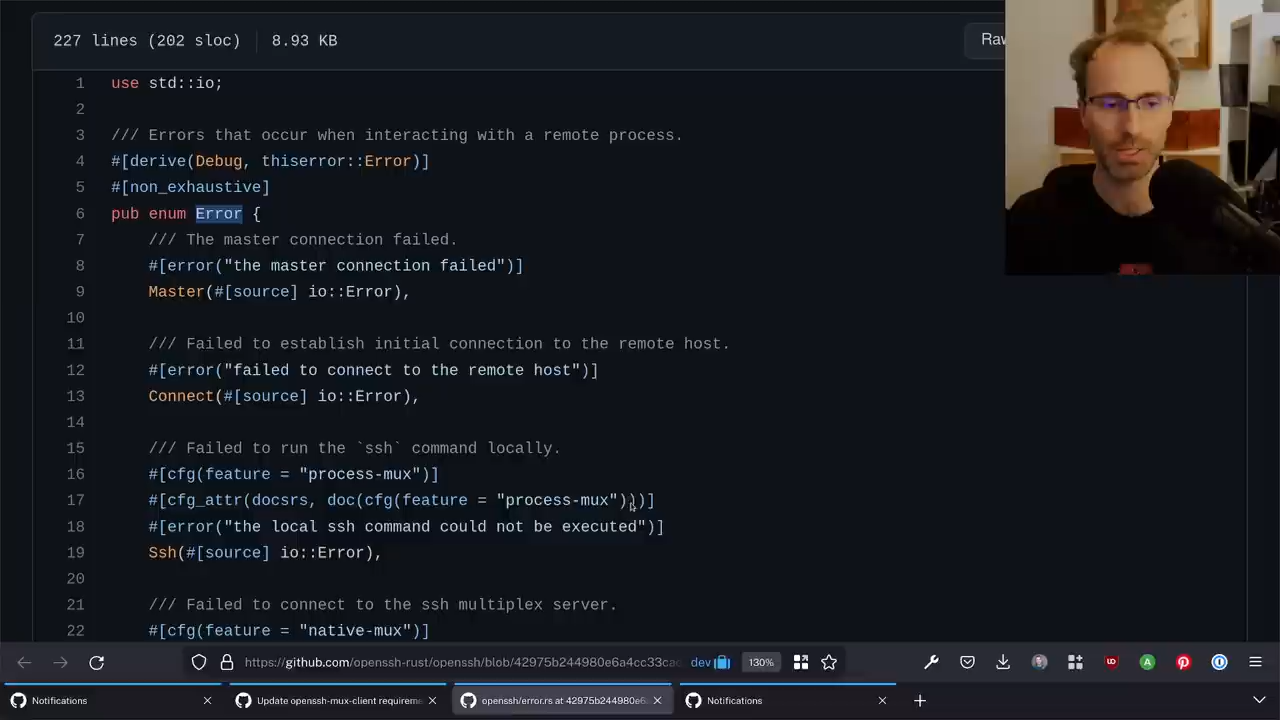 227 lines (202 sloc) 8.93 KB Raw
1 use std::io;
2
3 /// Errors that occur when interacting with a remote process.
4 #[derive(Debug, thiserror::Error)]
5 #[non_exhaustive]
6 pub enum Error {
7 /// The master connection failed.
8 #[error("the master connection failed")]
9 Master(#[source] io::Error),
10
11 /// Failed to establish initial connection to the remote host.
12 #[error("failed to connect to the remote host")]
13 Connect(#[source] io::Error),
14
15 /// Failed to run the `ssh` command locally.
16 #[cfg(feature = "process-mux")]
17 #[cfg_attr(docsrs, doc(cfg(feature = "process-mux")))]
18 #[error("the local ssh command could not be executed")]
19 Ssh(#[source] io::Error),
20
21 /// Failed to connect to the ssh multiplex server.
22 #[cfg(feature = "native-mux")]
https://github.com/openssh-rust/openssh/blob/42975b244980e6a4cc33cac dev 130%
Notifications
Update openssh-mux-client requirem
openssh/error.rs at 42975b244980e6
Notifications